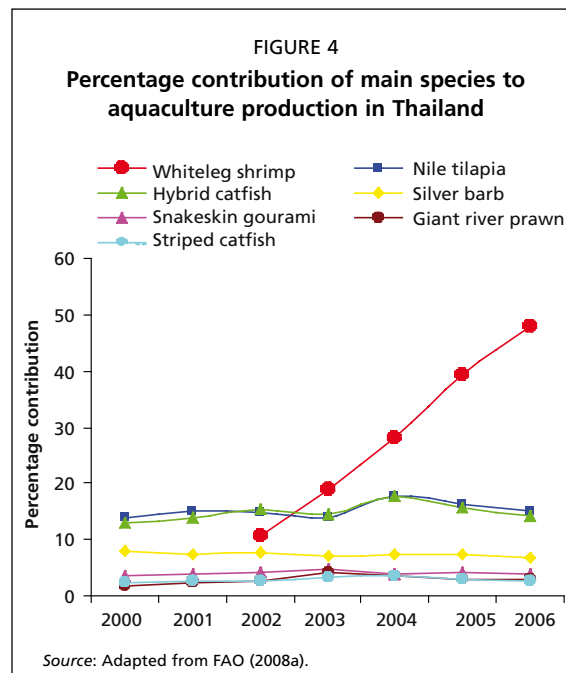 FIGURE 4
Percentage contribution of main species to
aquaculture production in Thailand
Whiteleg shrimp
Hybrid catfish
Snakeskin gourami
Striped catfish
Nile tilapia
Silver barb
Giant river prawn
Percentage contribution
60
50
40
30
20
10
0
2000 2001 2002 2003 2004 2005 2006
Source: Adapted from FAO (2008a).